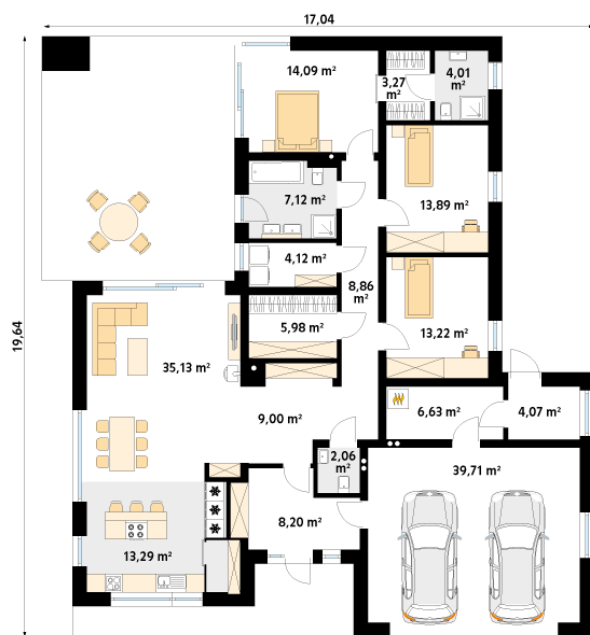 17,04
14,09 m²
3,27
m²
4,01
m²
7,12 m²
13,89 m²
4,12 m²
8,86
m²
13,22 m²
5,98 m²
19,64
35,13 m²
9,00 m²
6,63 m²
4,07 m²
2,06
m²
39,71 m²
8,20 m²
13,29 m²